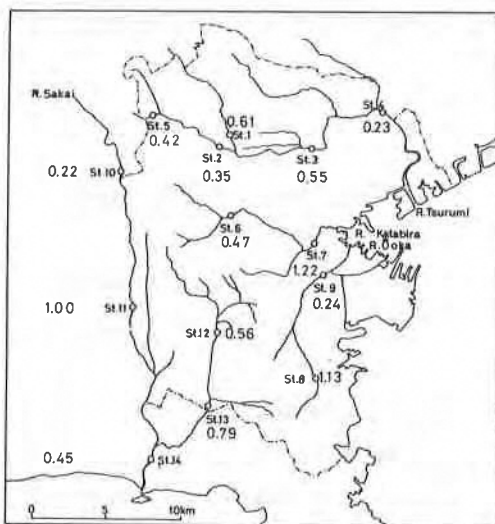 R. Sakai
0.61
St.1
St.5
0.42
St.2
0.35
St.3
0.55
0.23
0.22
St.10
R.Tsurumi
St.6
0.47
R. Katabira
R.Ooka
St.7
1.22
St.9
0.24
1.00
St.11
St.12
0.56
St.8
1.13
St.13
0.79
0.45
St.14
0 5 10km